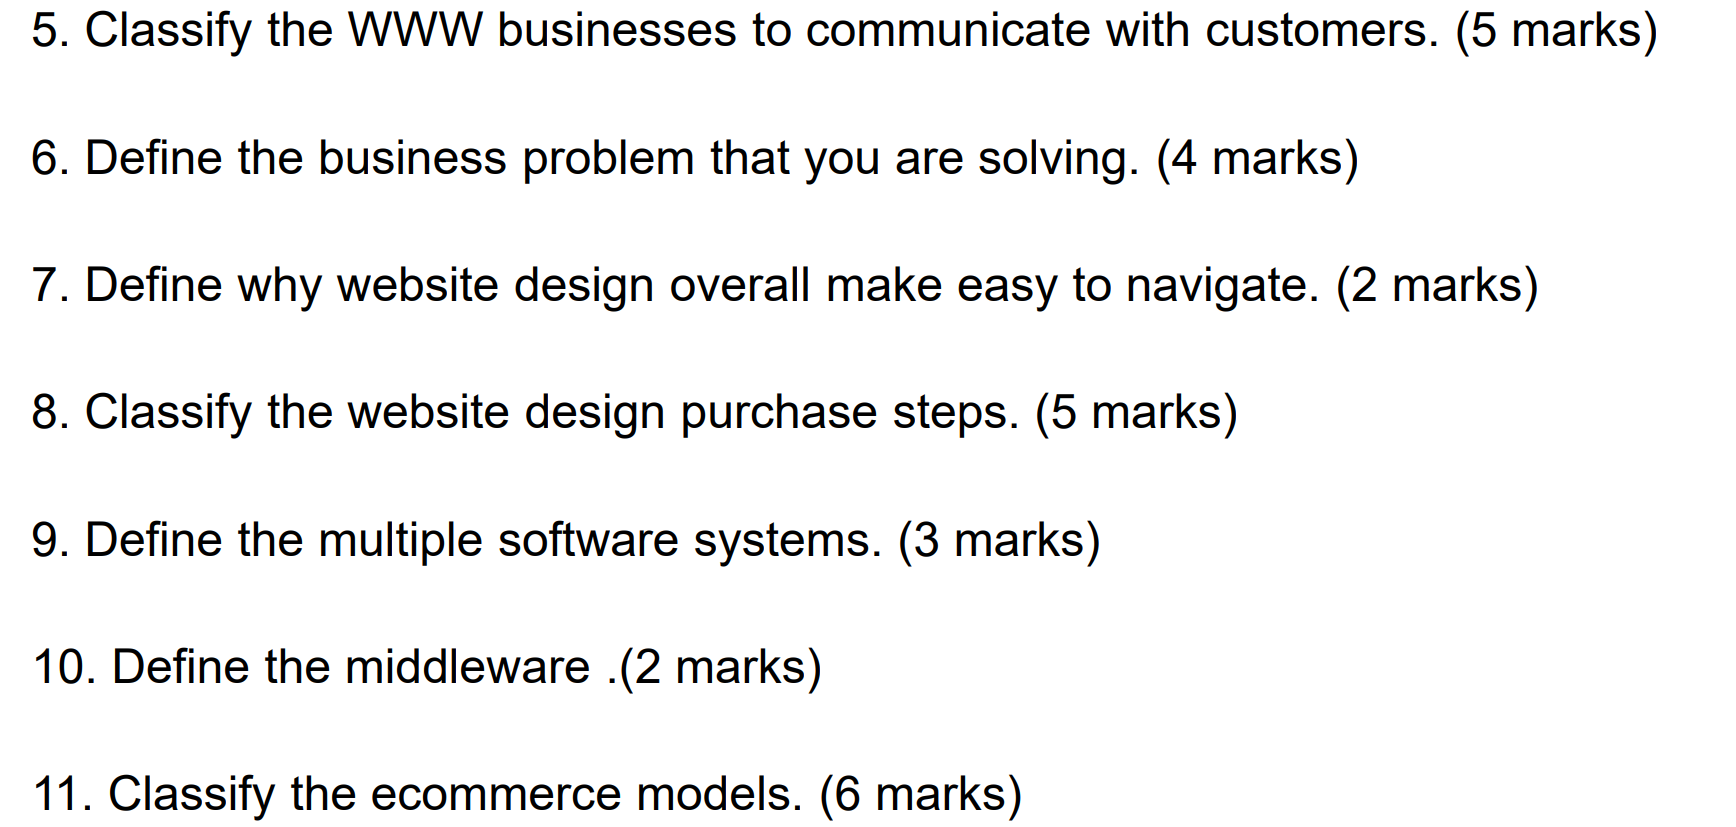 5. Classify the WWW businesses to communicate with customers. (5 marks)
6. Define the business problem that you are solving. (4 marks)
7. Define why website design overall make easy to navigate. (2 marks)
8. Classify the website design purchase steps. (5 marks)
9. Define the multiple software systems. (3 marks)
10. Define the middleware .(2 marks)
11. Classify the ecommerce models. (6 marks)